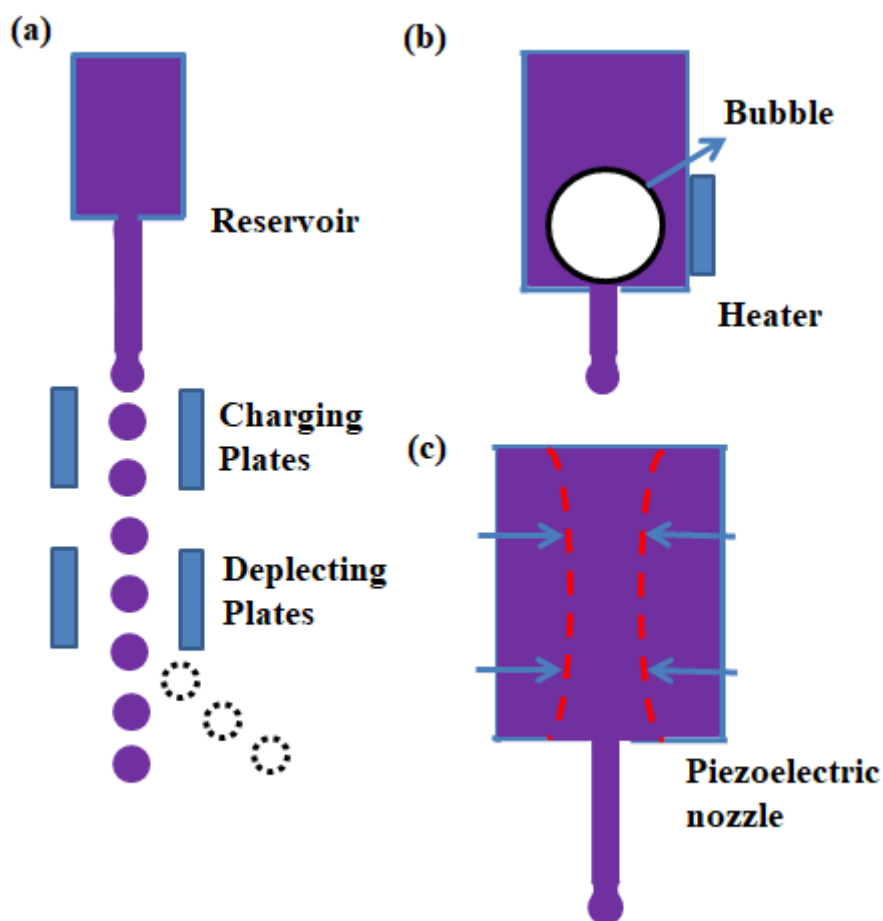 (a)
Reservoir
Charging
Plates
Deplecting
Plates
(b)
Bubble
Heater
(c)
Piezoelectric
nozzle